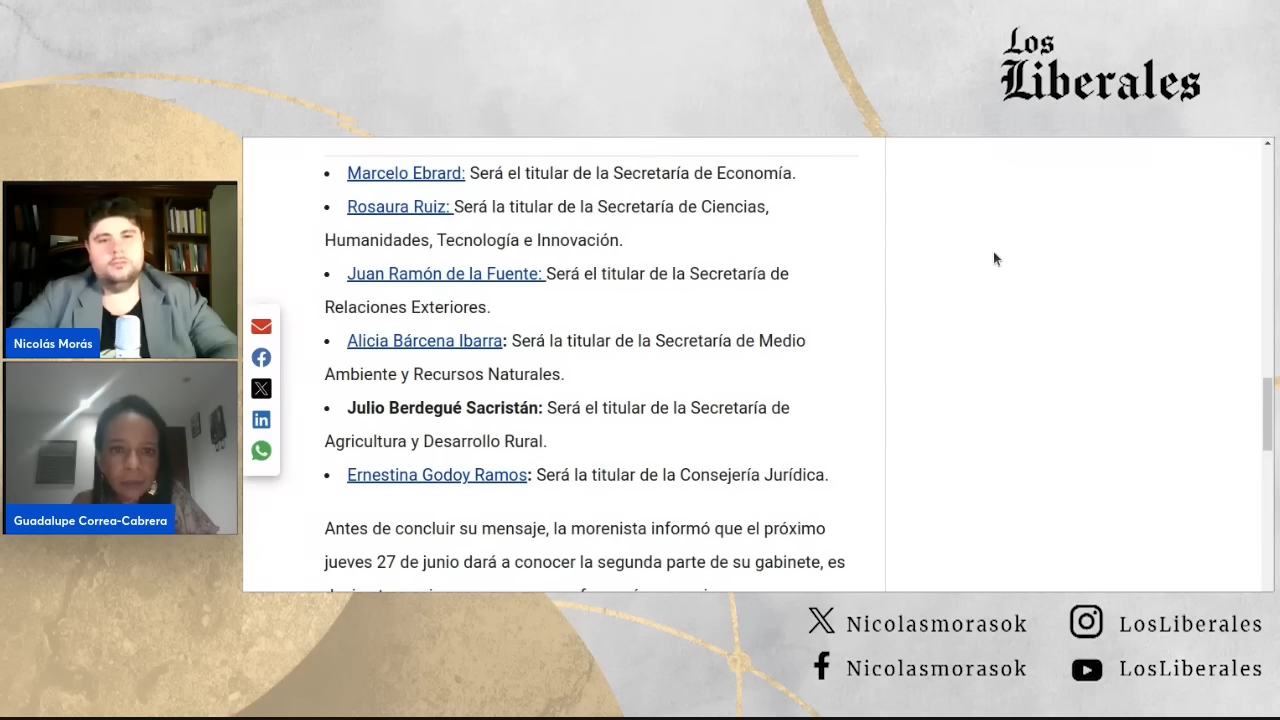 Los
Liberales
Marcelo Ebrard: Será el titular de la Secretaría de Economía.
Rosaura Ruiz: Será la titular de la Secretaría de Ciencias,
Humanidades, Tecnología e Innovación.
Juan Ramón de la Fuente: Será el titular de la Secretaría de
Relaciones Exteriores.
Alicia Bárcena Ibarra: Será la titular de la Secretaría de Medio
Ambiente y Recursos Naturales.
Julio Berdegué Sacristán: Será el titular de la Secretaría de
Agricultura y Desarrollo Rural.
Ernestina Godoy Ramos: Será la titular de la Consejería Jurídica.
Antes de concluir su mensaje, la morenista informó que el próximo
jueves 27 de junio dará a conocer la segunda parte de su gabinete, es
Nicolás Morás
Guadalupe Correa-Cabrera
Nicolasmorasok
LosLiberales
Nicolasmorasok
LosLiberales